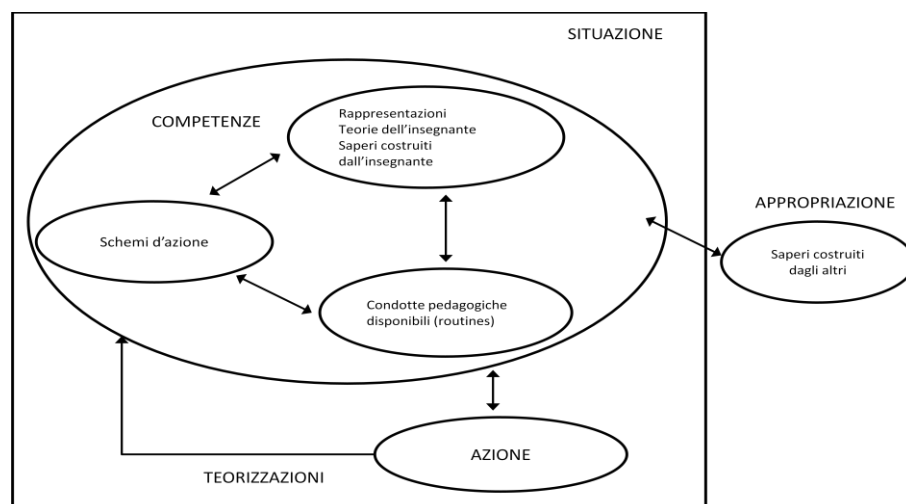 SITUAZIONE
COMPETENZE
Rappresentazioni
Teorie dell’insegnante
Saperi costruiti
dall’insegnante
Schemi d’azione
Condotte pedagogiche
disponibili (routines)
APPROPRIAZIONE
Saperi costruiti
dagli altri
AZIONE
TEORIZZAZIONI